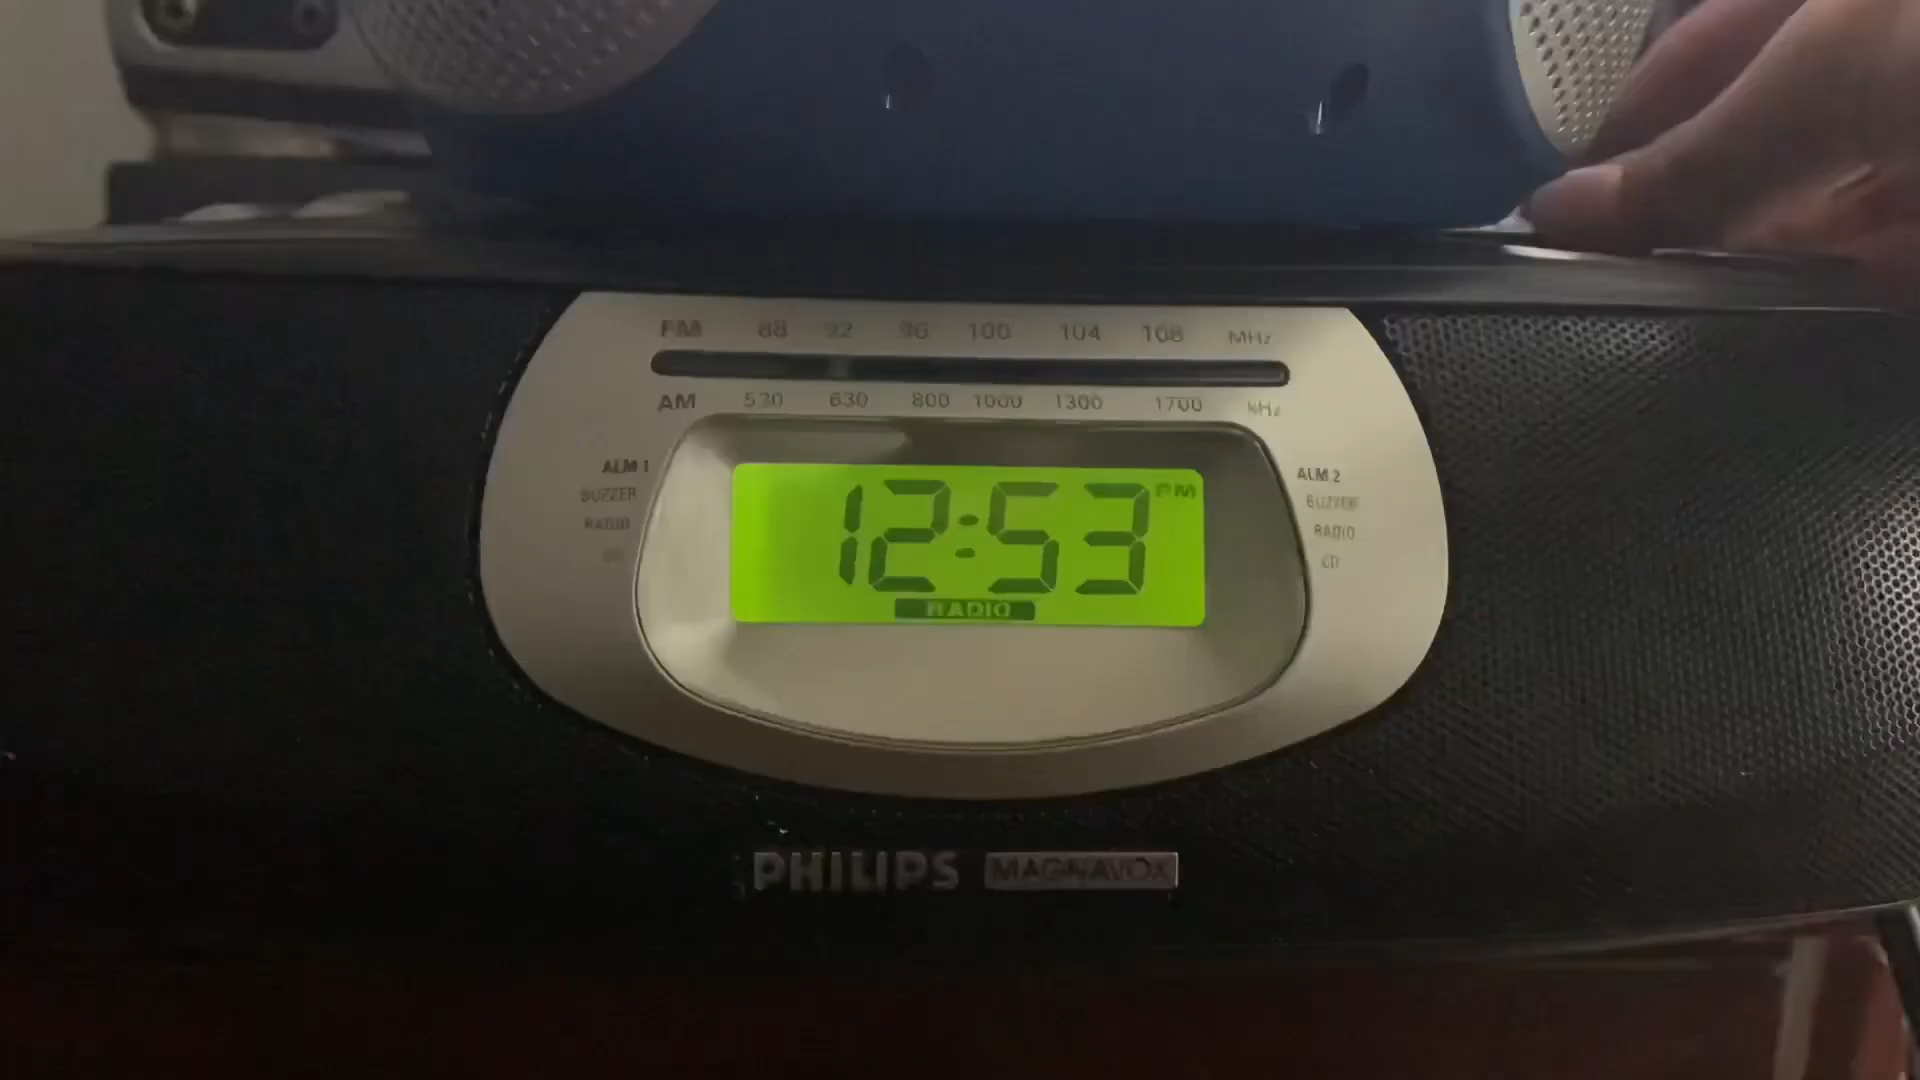 FM 88 92 96 100 104 108 MHz
AM 530 630 800 1000 1300 1700 kHz
ALM 1
BUZZER
RADIO
CD
12:53 PM
RADIO
ALM 2
BUZZER
RADIO
CD
PHILIPS MAGNAVOX